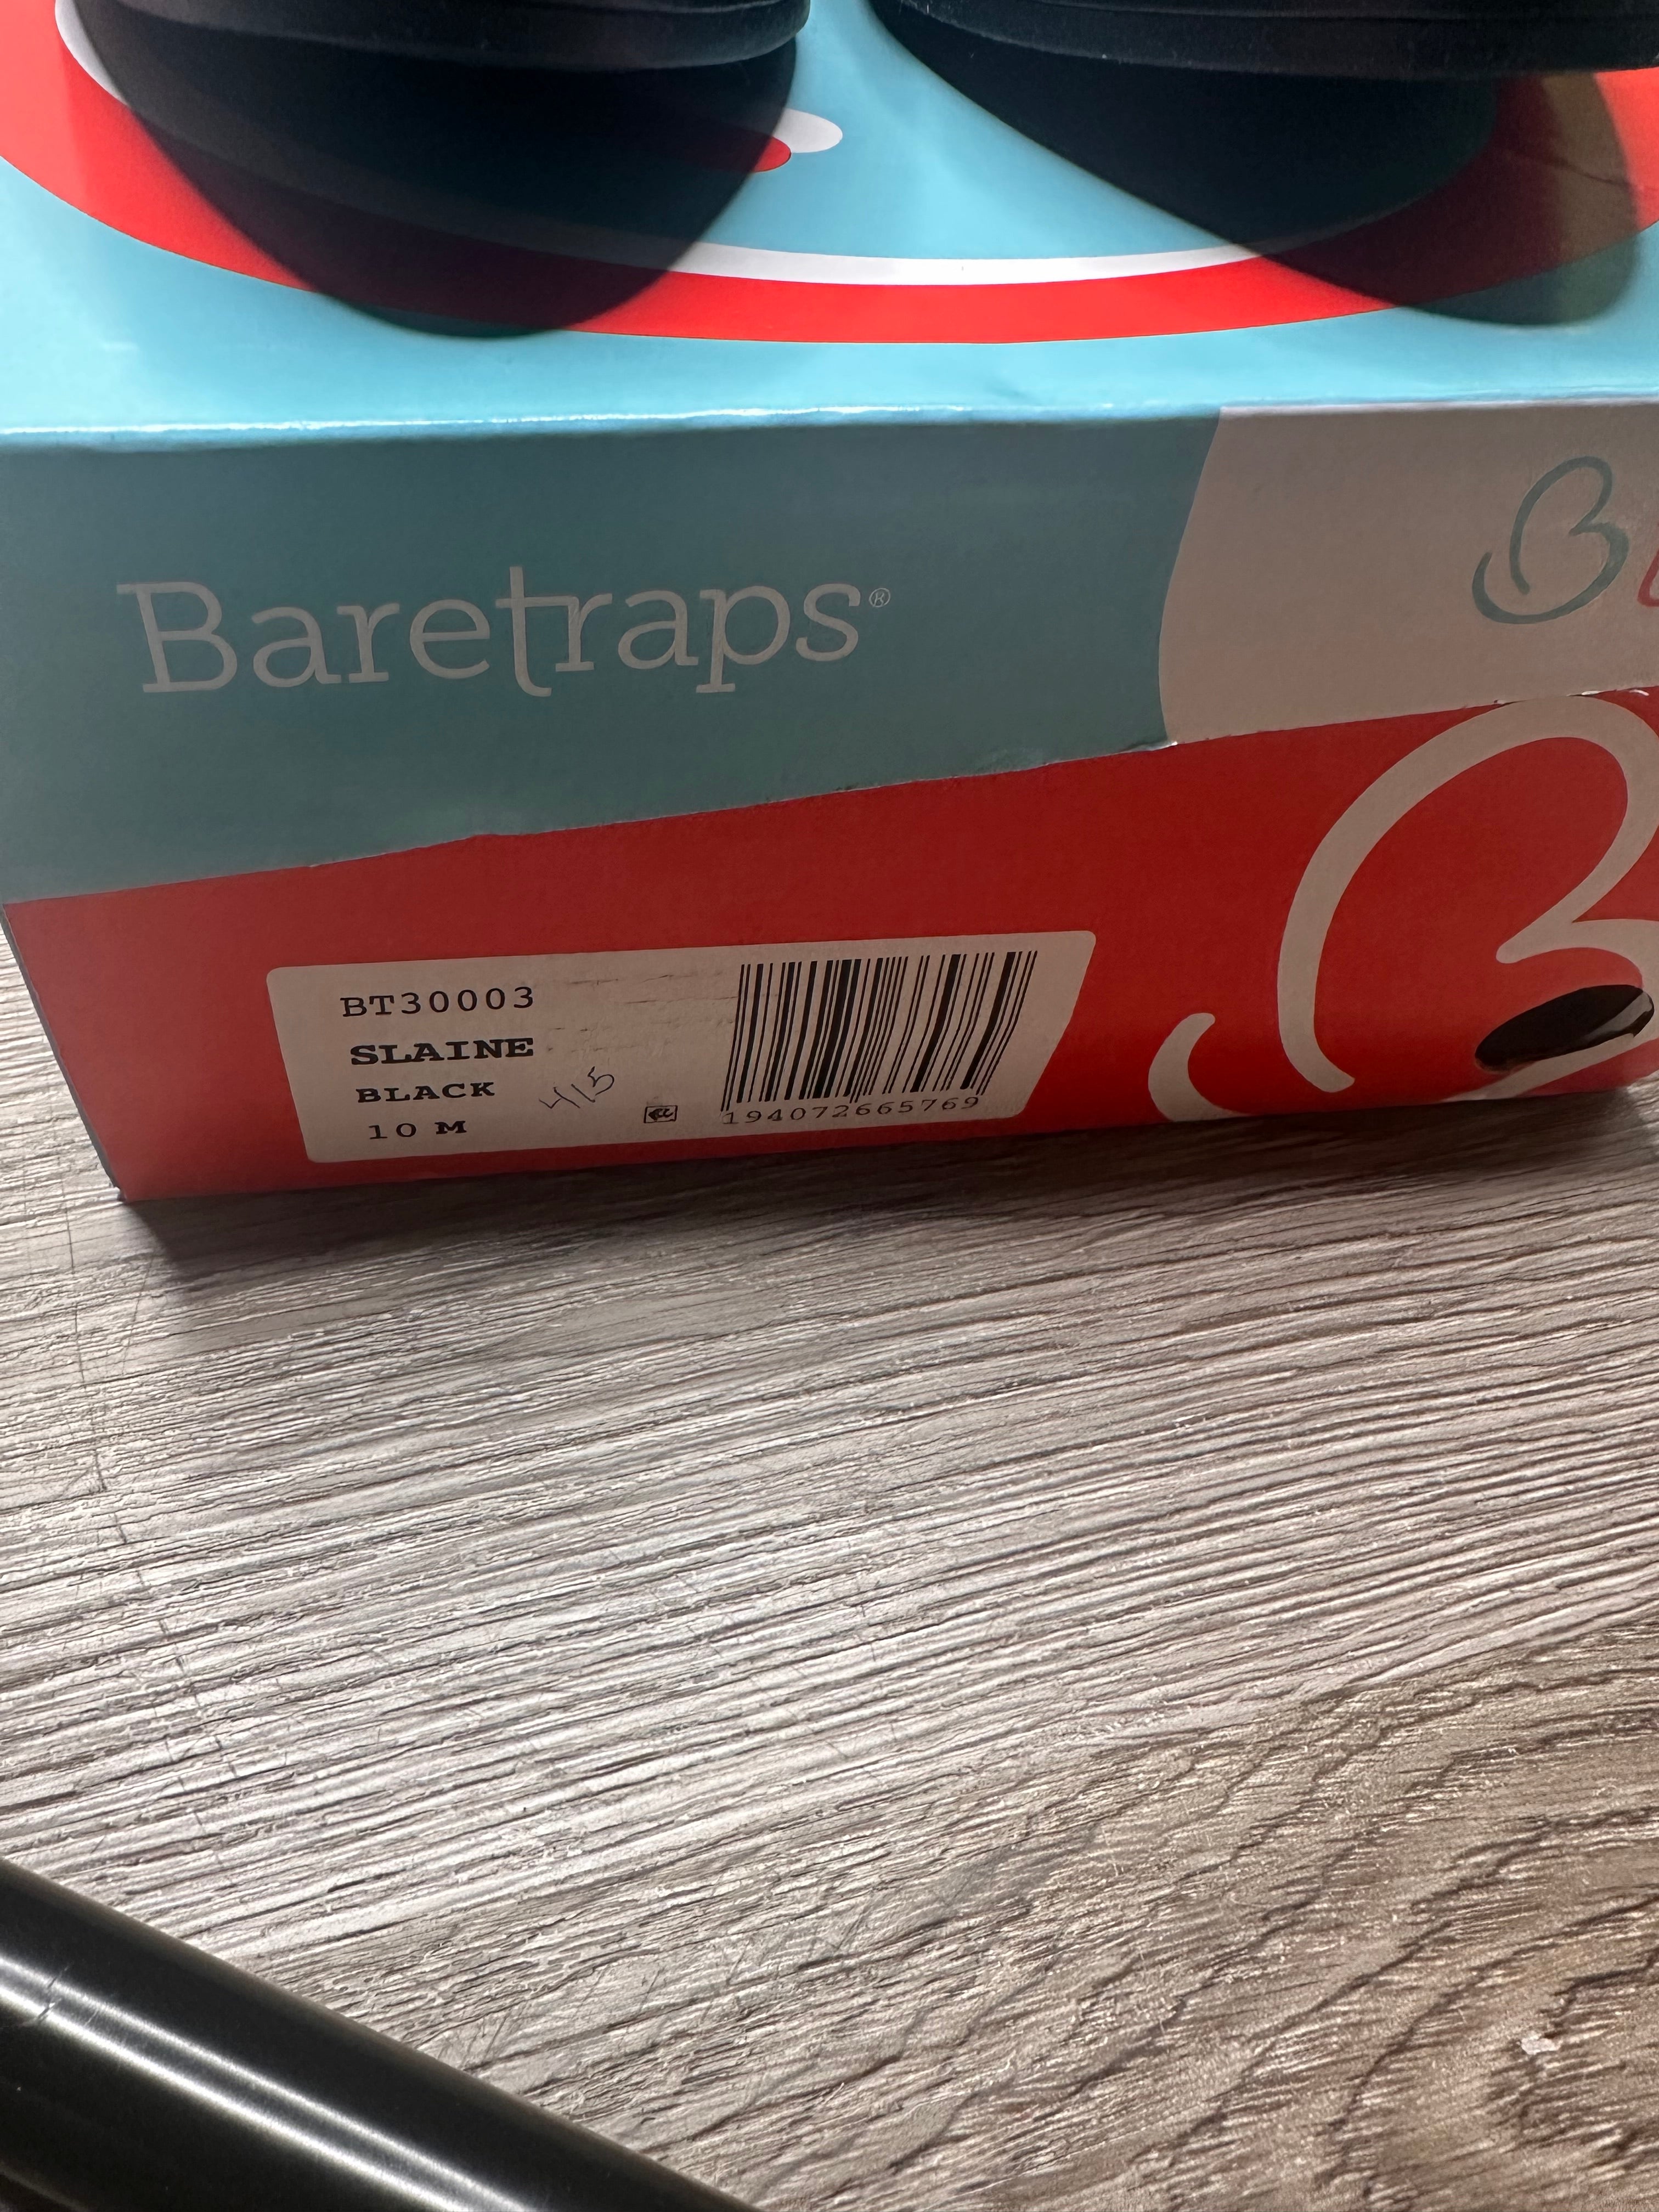 Baretraps®
B
BT30003
SLAINE
BLACK
10 M
415
194072665769